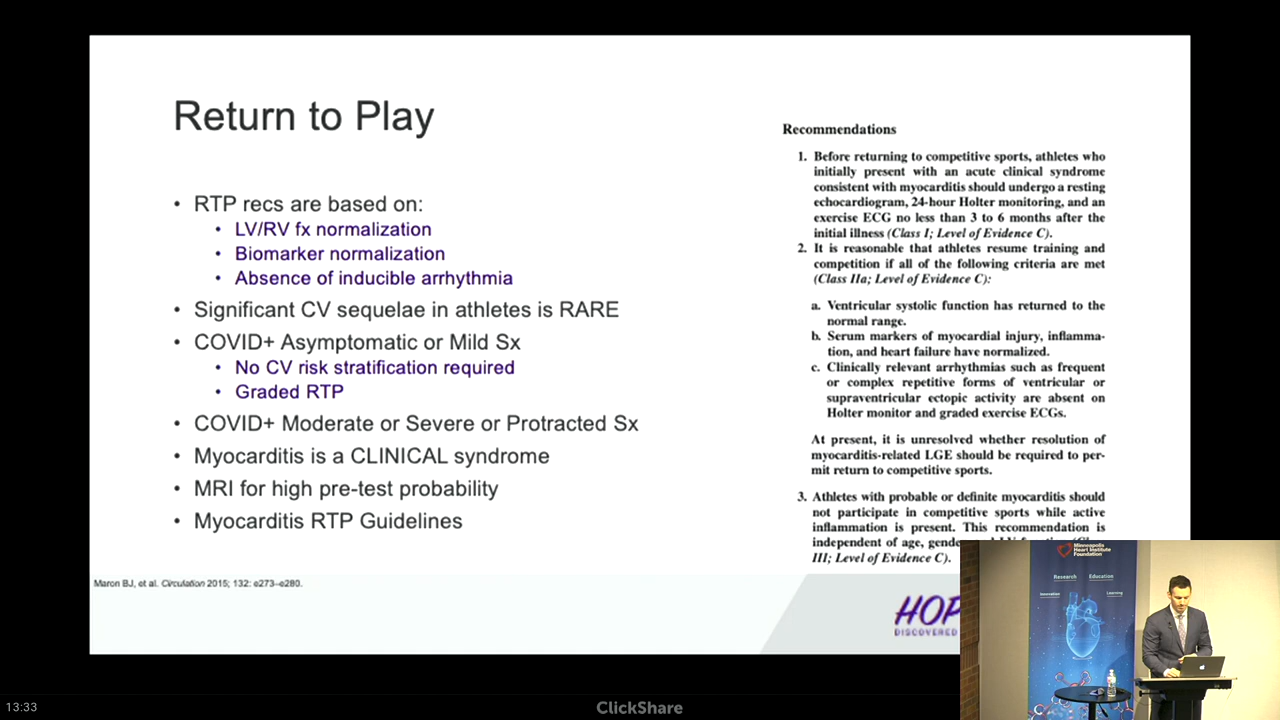 Return to Play
• RTP recs are based on:
• LV/RV fx normalization
• Biomarker normalization
• Absence of inducible arrhythmia
• Significant CV sequelae in athletes is RARE
• COVID+ Asymptomatic or Mild Sx
• No CV risk stratification required
• Graded RTP
• COVID+ Moderate or Severe or Protracted Sx
• Myocarditis is a CLINICAL syndrome
• MRI for high pre-test probability
• Myocarditis RTP Guidelines
Maron BJ, et al. Circulation 2015; 132: e273-e280.
Recommendations
1. Before returning to competitive sports, athletes who
initially present with an acute clinical syndrome
consistent with myocarditis should undergo a resting
echocardiogram, 24-hour Holter monitoring, and an
exercise ECG no less than 3 to 6 months after the
initial illness (Class I; Level of Evidence C).
2. It is reasonable that athletes resume training and
competition if all of the following criteria are met
(Class IIa; Level of Evidence C):
a. Ventricular systolic function has returned to the
normal range.
b. Serum markers of myocardial injury, inflamma-
tion, and heart failure have normalized.
c. Clinically relevant arrhythmias such as frequent
or complex repetitive forms of ventricular or
supraventricular ectopic activity are absent on
Holter monitor and graded exercise ECGs.
At present, it is unresolved whether resolution of
myocarditis-related LGE should be required to per-
mit return to competitive sports.
3. Athletes with probable or definite myocarditis should
not participate in competitive sports while active
inflammation is present. This recommendation is
independent of age,
III; Level of Evidence C).
HOP
DISCOVERED
Minneapolis
Heart Institute
Foundation
Research Education
Innovation Learning
13:33
ClickShare